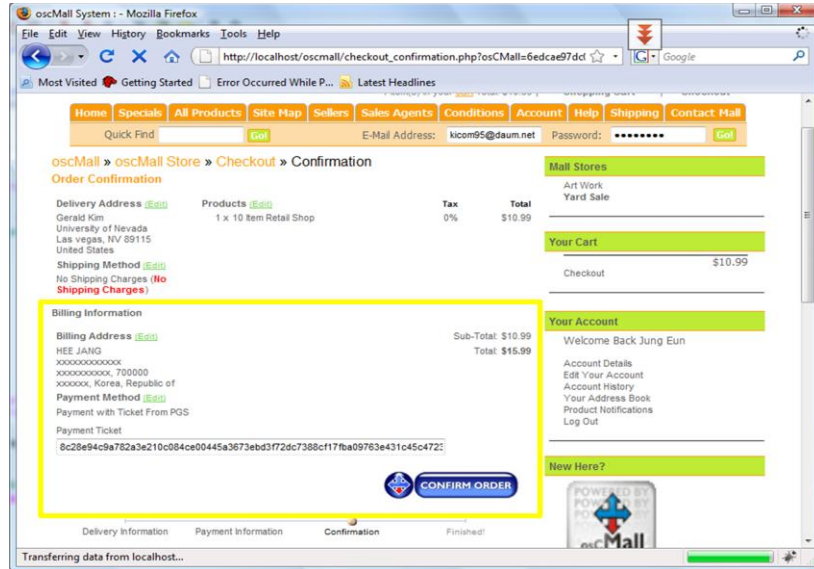 oscMall System : - Mozilla Firefox
File Edit View History Bookmarks Tools Help
http://localhost/oscmall/checkout_confirmation.php?osCMall=6edcae97dcl
G Google
Most Visited Getting Started Error Occurred While P... Latest Headlines
Home Specials All Products Site Map Sellers Sales Agents Conditions Account Help Shipping Contact Mall
Quick Find Go! E-Mail Address: kicom95@daum.net Password: •••••••• Go!
oscMall » oscMall Store » Checkout » Confirmation
Order Confirmation
Delivery Address (Edit) Products (Edit) Tax Total
Gerald Kim 1 x 10 Item Retail Shop 0% $10.99
University of Nevada
Las vegas, NV 89115
United States
Shipping Method (Edit)
No Shipping Charges (No
Shipping Charges)
Billing Information
Billing Address (Edit) Sub-Total: $10.99
HEE JANG Total: $15.99
xxxxxxxxxxxx
xxxxxxxxxx, 700000
xxxxxx, Korea, Republic of
Payment Method (Edit)
Payment with Ticket From PGS
Payment Ticket
8c28e94c9a782a3e210c084ce00445a3673ebd3f72dc7388cf17fba09763e431c45c4723
CONFIRM ORDER
Delivery Information Payment Information Confirmation Finished!
Mall Stores
Art Work
Yard Sale
Your Cart
$10.99
Checkout
Your Account
Welcome Back Jung Eun
Account Details
Edit Your Account
Account History
Your Address Book
Product Notifications
Log Out
New Here?
POWERED BY
oscMall
Transferring data from localhost...